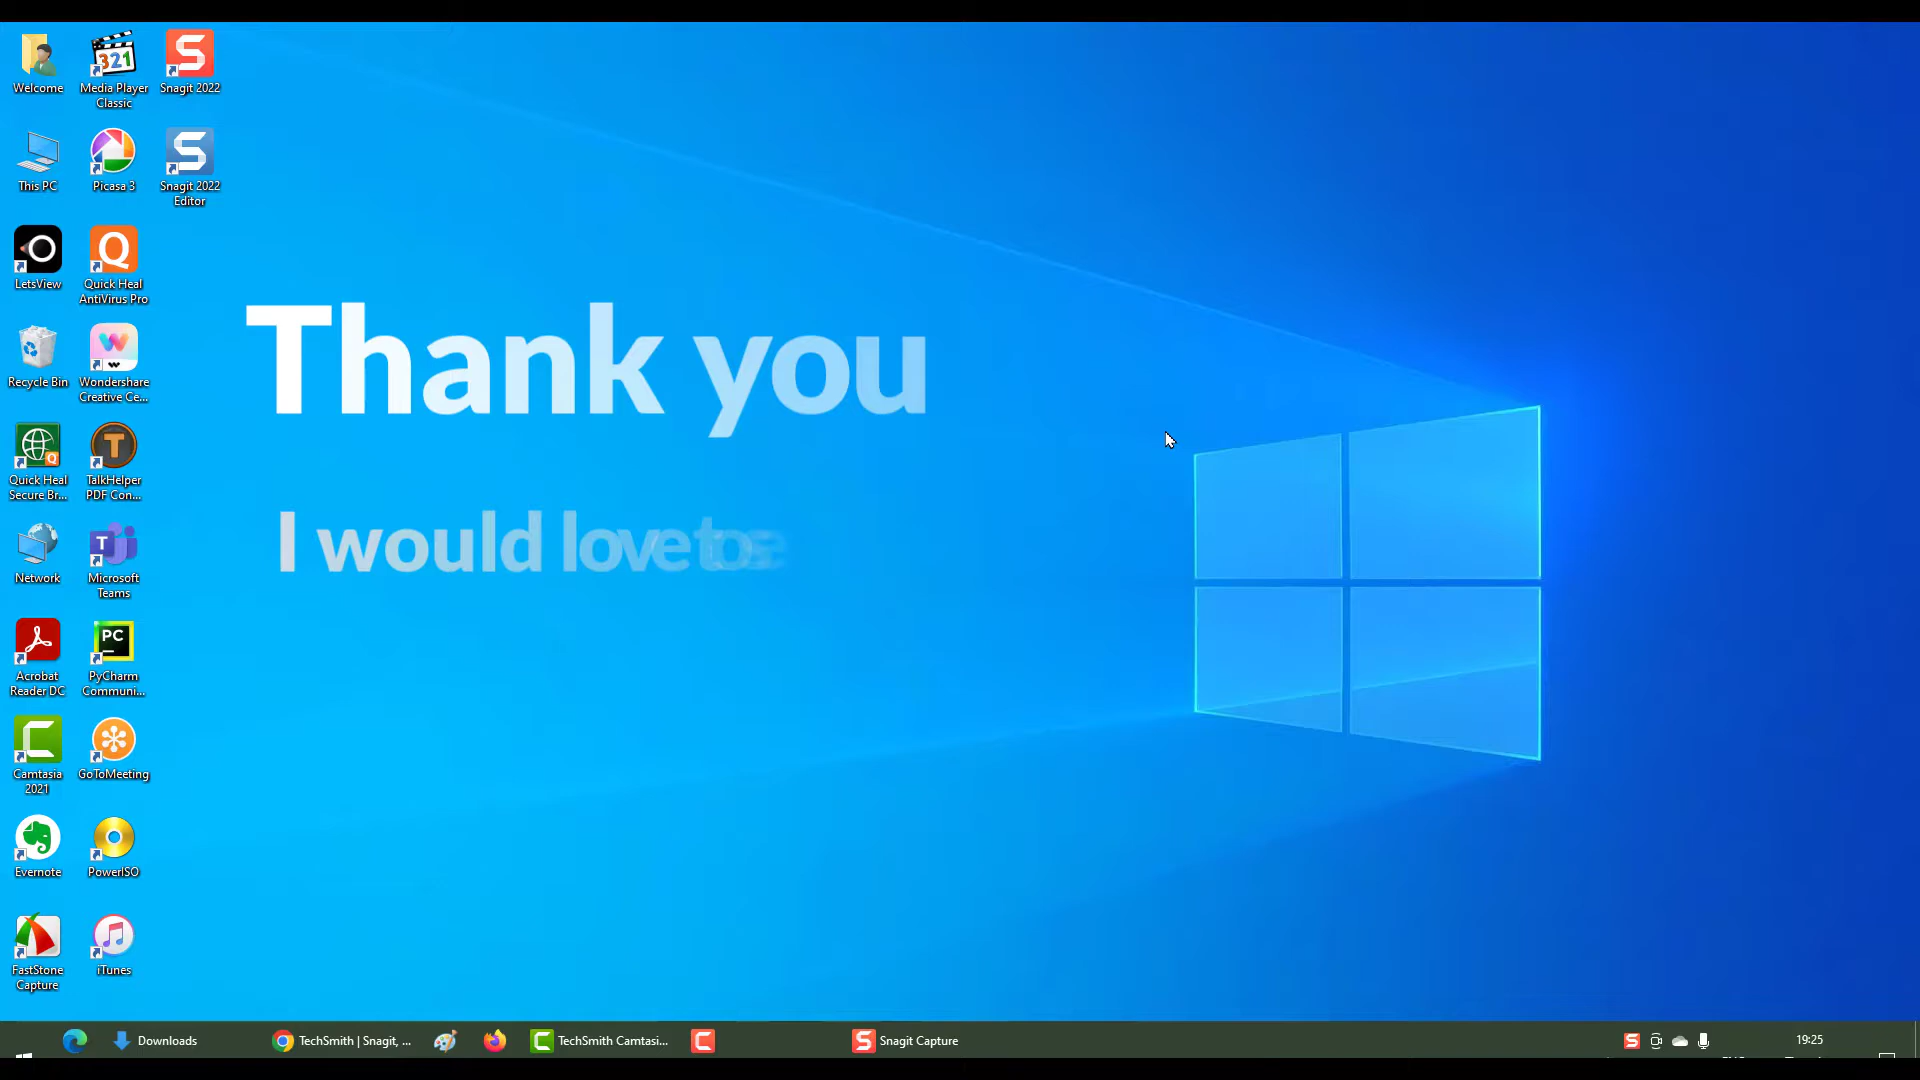 Welcome
Media Player
Classic
Snagit 2022
This PC
Picasa 3
Snagit 2022
Editor
LetsView
Quick Heal
AntiVirus Pro
Recycle Bin
Wondershare
Creative Ce...
Quick Heal
Secure Br...
TalkHelper
PDF Con...
Network
Microsoft
Teams
Acrobat
Reader DC
PyCharm
Communi...
Camtasia
2021
GoToMeeting
Evernote
PowerISO
FastStone
Capture
iTunes
Thank you
I would love to se
Downloads
TechSmith | Snagit, ...
TechSmith Camtasi...
Snagit Capture
19:25